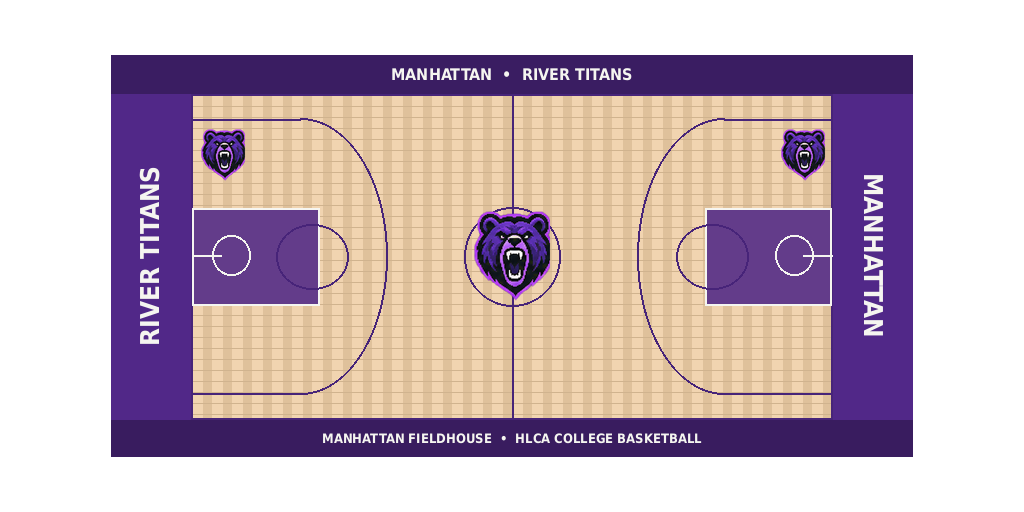 MANHATTAN • RIVER TITANS
RIVER TITANS
MANHATTAN
MANHATTAN FIELDHOUSE • HLCA COLLEGE BASKETBALL